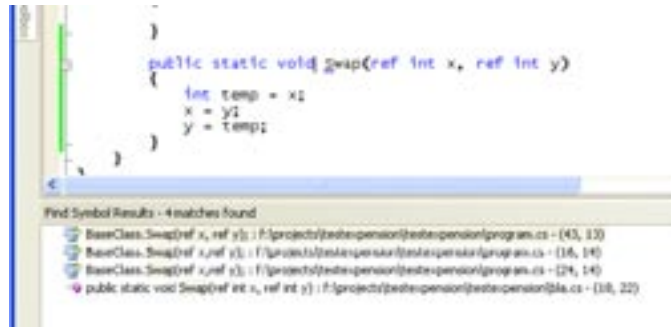 }
public static void Swap(ref int x, ref int y)
{
int temp = x;
x = y;
y = temp;
}
}
}
Find Symbol Results - 4 matches found
BaseClass.Swap(ref x, ref y); : F:\projects\testexpension\testexpension\program.cs - (43, 13)
BaseClass.Swap(ref x,ref y); : F:\projects\testexpension\testexpension\program.cs - (16, 14)
BaseClass.Swap(ref x,ref y); : F:\projects\testexpension\testexpension\program.cs - (24, 14)
public static void Swap(ref int x, ref int y) : F:\projects\testexpension\testexpension\bla.cs - (18, 22)